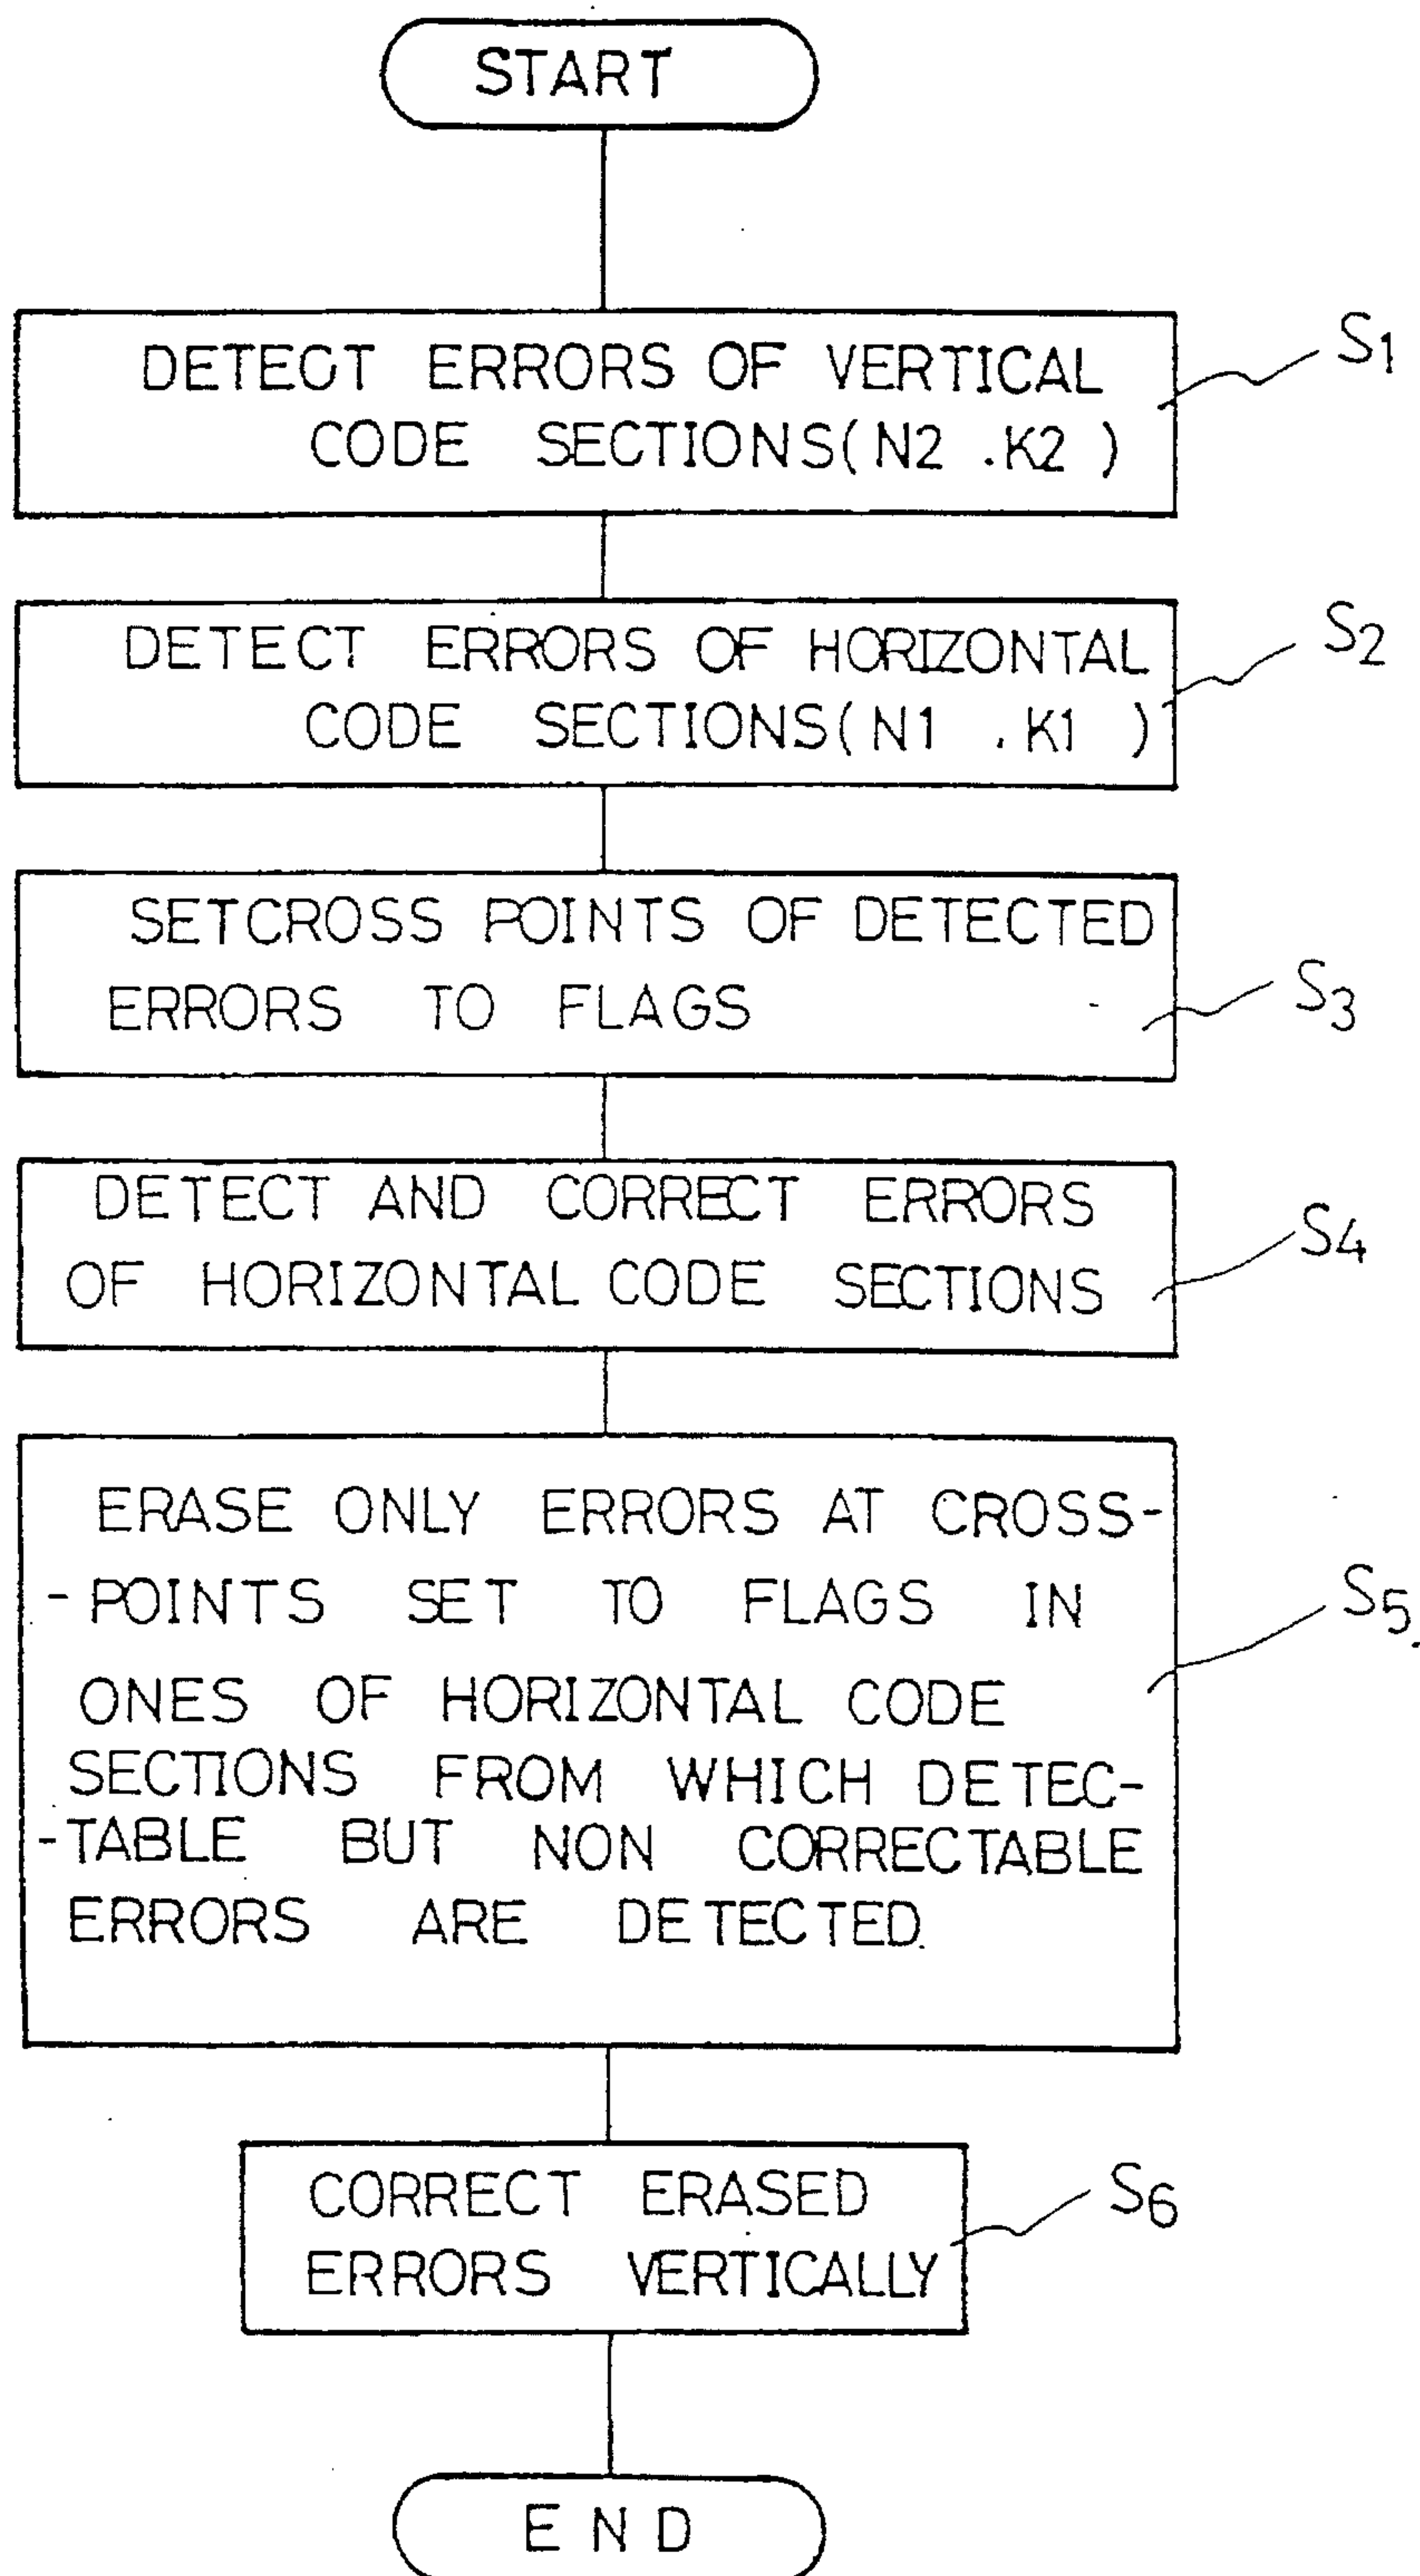 START
DETECT ERRORS OF VERTICAL
CODE SECTIONS(N2 .K2 )
S1
DETECT ERRORS OF HORIZONTAL
CODE SECTIONS(N1 .K1 )
S2
SETCROSS POINTS OF DETECTED
ERRORS TO FLAGS
S3
DETECT AND CORRECT ERRORS
OF HORIZONTAL CODE SECTIONS
S4
ERASE ONLY ERRORS AT CROSS-
-POINTS SET TO FLAGS IN
ONES OF HORIZONTAL CODE
SECTIONS FROM WHICH DETEC-
-TABLE BUT NON CORRECTABLE
ERRORS ARE DETECTED.
S5.
CORRECT ERASED
ERRORS VERTICALLY
S6
END